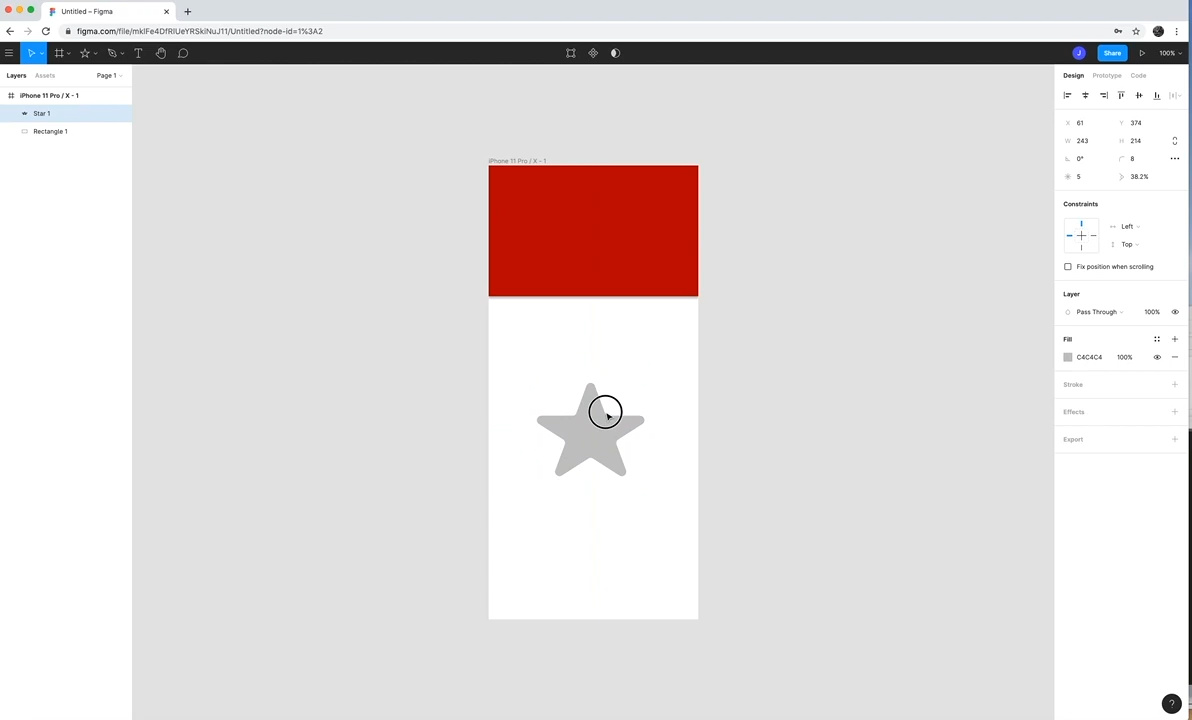 Untitled – Figma
figma.com/file/mklFe4DfRlUeYRSkiNuJ11/Untitled?node-id=1%3A2
J
Share
100%
Layers
Assets
Page 1
Design
Prototype
Code
iPhone 11 Pro / X - 1
Star 1
Rectangle 1
iPhone 11 Pro / X - 1
X 61
Y 374
W 243
H 214
0°
8
5
38.2%
Constraints
Left
Top
Fix position when scrolling
Layer
Pass Through
100%
Fill
C4C4C4
100%
Stroke
Effects
Export
?